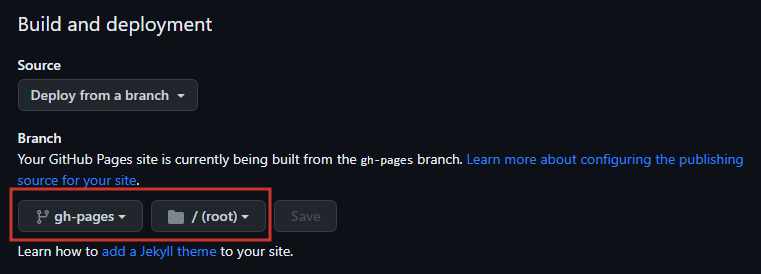 Build and deployment
Source
Deploy from a branch
Branch
Your GitHub Pages site is currently being built from the gh-pages branch. Learn more about configuring the publishing
source for your site.
gh-pages / (root) Save
Learn how to add a Jekyll theme to your site.